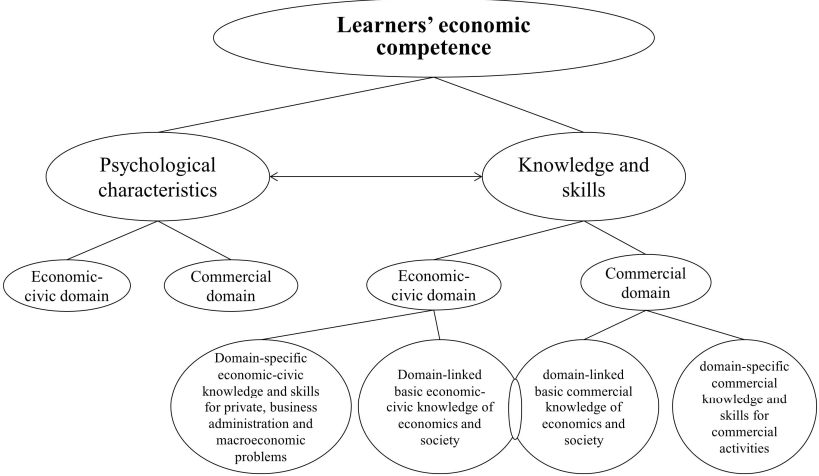 Learners’ economic
competence
Psychological
characteristics
Knowledge and
skills
Economic-
civic domain
Commercial
domain
Economic-
civic domain
Commercial
domain
Domain-specific
economic-civic
knowledge and skills
for private, business
administration and
macroeconomic
problems
Domain-linked
basic economic-
civic knowledge of
economics and
society
domain-linked
basic commercial
knowledge of
economics and
society
domain-specific
commercial
knowledge and
skills for
commercial
activities